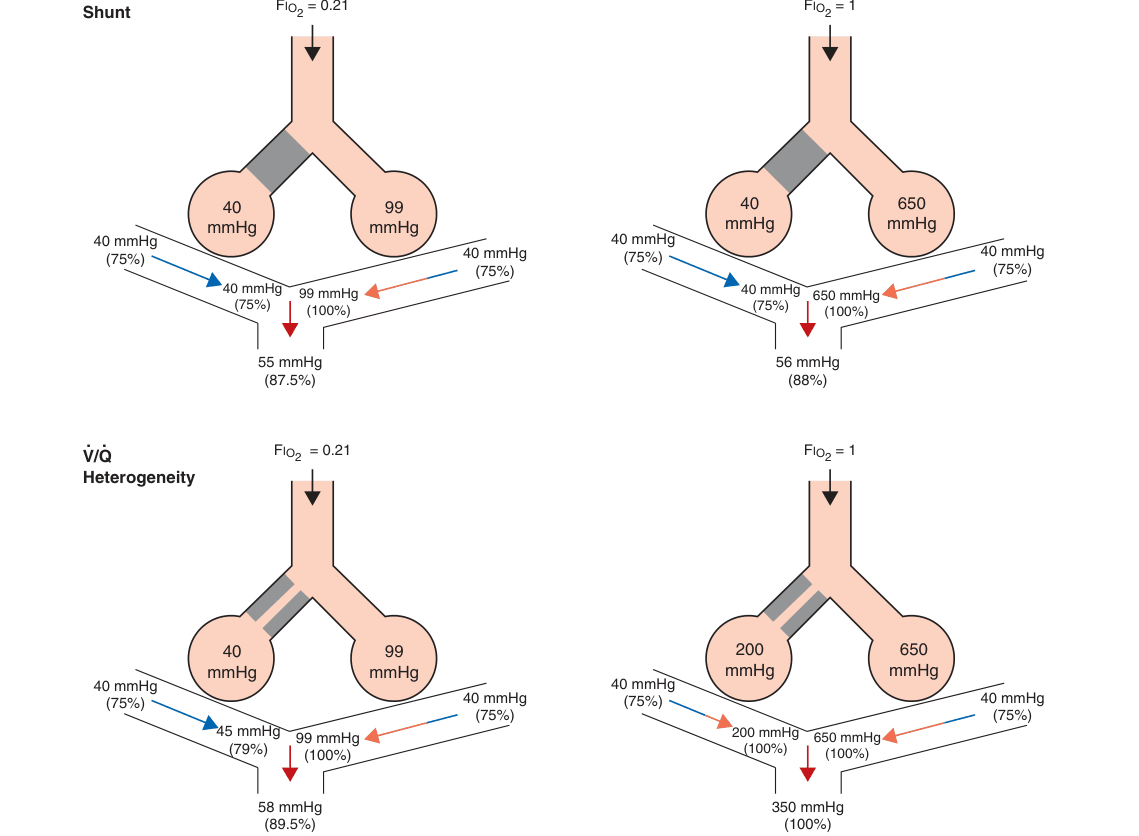 Shunt
FIO2 = 0.21
40
mmHg
99
mmHg
40 mmHg
(75%)
40 mmHg
(75%)
40 mmHg
(75%)
99 mmHg
(100%)
55 mmHg
(87.5%)
FIO2 = 1
40
mmHg
650
mmHg
40 mmHg
(75%)
40 mmHg
(75%)
40 mmHg
(75%)
650 mmHg
(100%)
56 mmHg
(88%)
V̇/Q̇
Heterogeneity
FIO2 = 0.21
40
mmHg
99
mmHg
40 mmHg
(75%)
40 mmHg
(75%)
45 mmHg
(79%)
99 mmHg
(100%)
58 mmHg
(89.5%)
FIO2 = 1
200
mmHg
650
mmHg
40 mmHg
(75%)
40 mmHg
(75%)
200 mmHg
(100%)
650 mmHg
(100%)
350 mmHg
(100%)